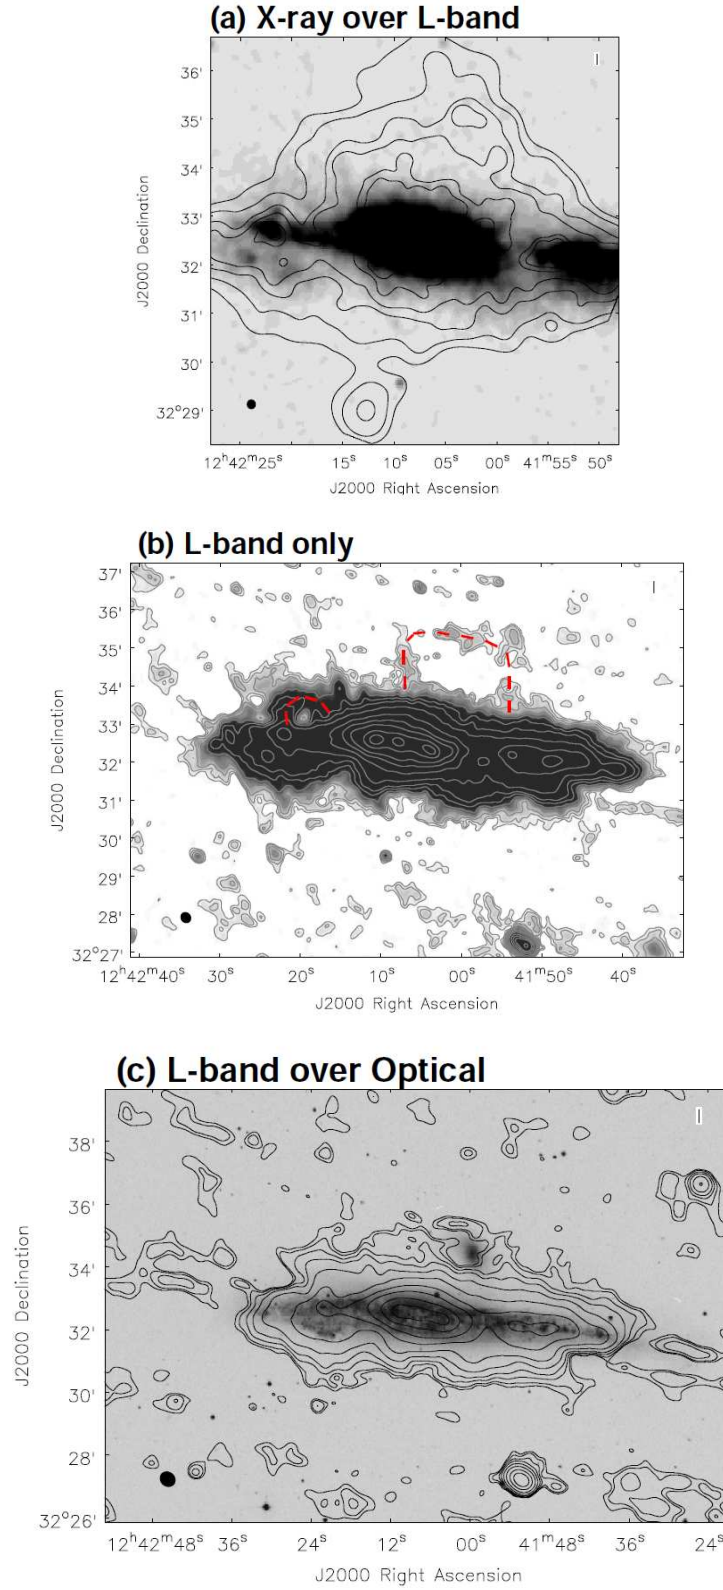 (a) X-ray over L-band
I
36'
35'
34'
33'
32'
31'
30'
32°29'
J2000 Declination
12ʰ42ᵐ25ˢ 15ˢ 10ˢ 05ˢ 00ˢ 41ᵐ55ˢ 50ˢ
J2000 Right Ascension
(b) L-band only
I
37'
36'
35'
34'
33'
32'
31'
30'
29'
28'
32°27'
J2000 Declination
12ʰ42ᵐ40ˢ 30ˢ 20ˢ 10ˢ 00ˢ 41ᵐ50ˢ 40ˢ
J2000 Right Ascension
(c) L-band over Optical
I
38'
36'
34'
32'
30'
28'
32°26'
J2000 Declination
12ʰ42ᵐ48ˢ 36ˢ 24ˢ 12ˢ 00ˢ 41ᵐ48ˢ 36ˢ 24ˢ
J2000 Right Ascension